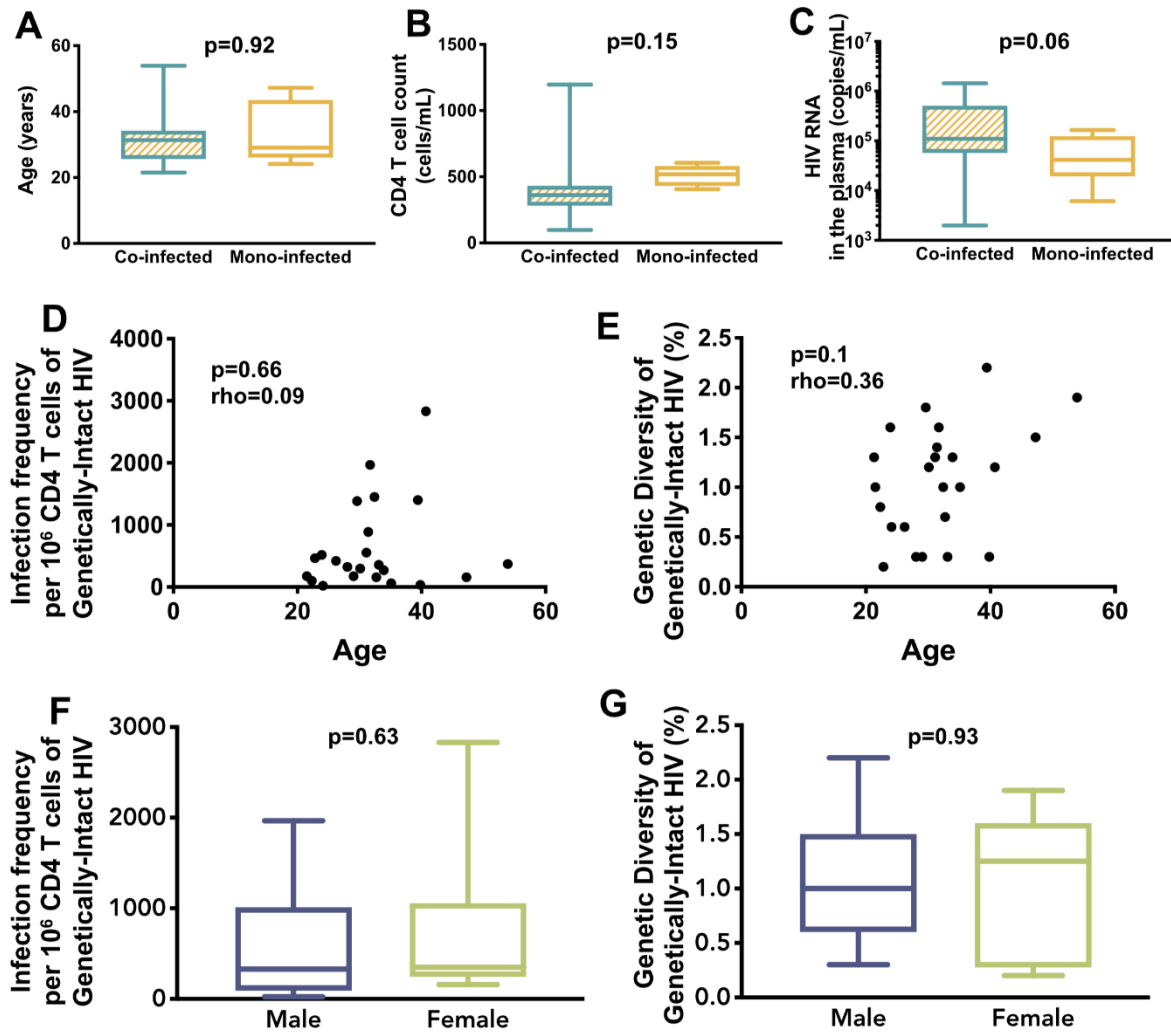 A
p=0.92
Age (years)
60
40
20
0
Co-infected Mono-infected
B
p=0.15
CD4 T cell count
(cells/mL)
1500
1000
500
0
Co-infected Mono-infected
C
p=0.06
HIV RNA
in the plasma (copies/mL)
10⁷
10⁶
10⁵
10⁴
10³
Co-infected Mono-infected
D
p=0.66
rho=0.09
Infection frequency
per 10⁶ CD4 T cells of
Genetically-Intact HIV
4000
3000
2000
1000
0
0 20 40 60
Age
E
p=0.1
rho=0.36
Genetic Diversity of
Genetically-Intact HIV (%)
2.5
2.0
1.5
1.0
0.5
0.0
0 20 40 60
Age
F
p=0.63
Infection frequency
per 10⁶ CD4 T cells of
Genetically-Intact HIV
3000
2000
1000
0
Male Female
G
p=0.93
Genetic Diversity of
Genetically-Intact HIV (%)
2.5
2.0
1.5
1.0
0.5
0.0
Male Female